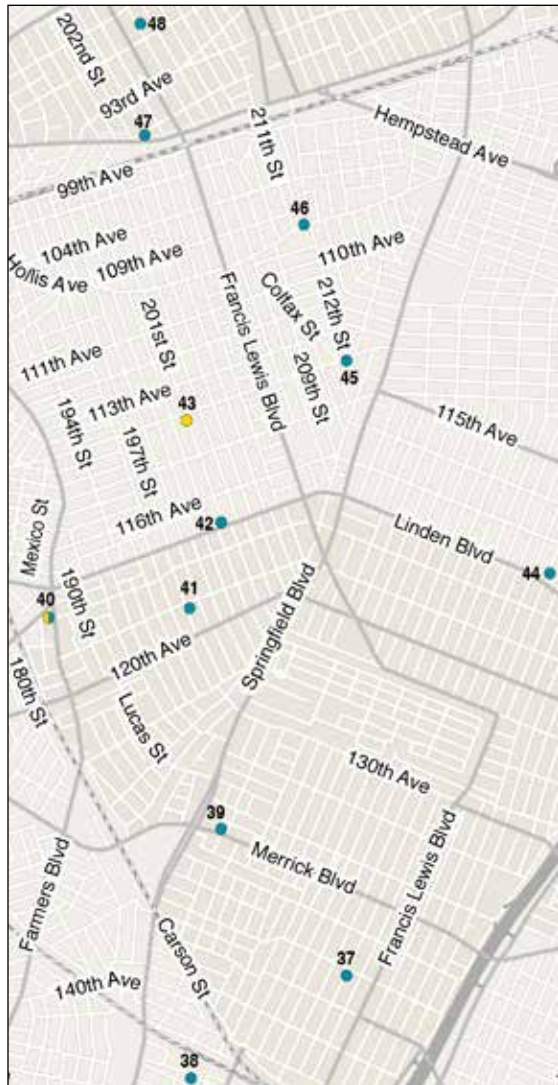 48
202nd St
93rd Ave
47
211th St
Hempstead Ave
99th Ave
46
104th Ave
110th Ave
Hollis Ave
109th Ave
Colfax St
212th St
201st St
Francis Lewis Blvd
111th Ave
209th St
45
113th Ave
43
194th St
197th St
115th Ave
116th Ave
42
Linden Blvd
Mexico St
44
40
190th St
41
120th Ave
Springfield Blvd
180th St
Lucas St
130th Ave
39
Merrick Blvd
Francis Lewis Blvd
Farmers Blvd
Carson St
37
140th Ave
38